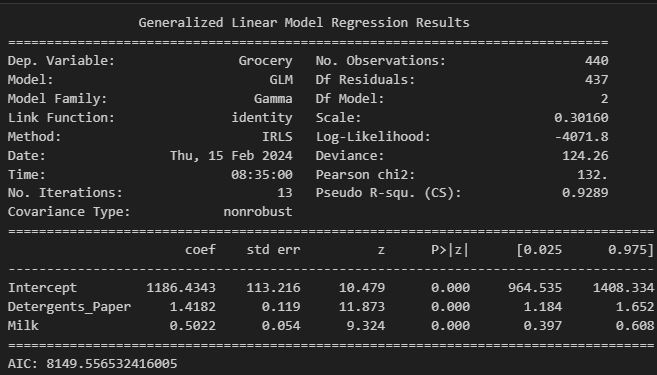 Generalized Linear Model Regression Results
==============================================================================
Dep. Variable: Grocery No. Observations: 440
Model: GLM Df Residuals: 437
Model Family: Gamma Df Model: 2
Link Function: identity Scale: 0.30160
Method: IRLS Log-Likelihood: -4071.8
Date: Thu, 15 Feb 2024 Deviance: 124.26
Time: 08:35:00 Pearson chi2: 132.
No. Iterations: 13 Pseudo R-squ. (CS): 0.9289
Covariance Type: nonrobust
====================================================================================
coef std err z P>|z| [0.025 0.975]
------------------------------------------------------------------------------------
Intercept 1186.4343 113.216 10.479 0.000 964.535 1408.334
Detergents_Paper 1.4182 0.119 11.873 0.000 1.184 1.652
Milk 0.5022 0.054 9.324 0.000 0.397 0.608
====================================================================================
AIC: 8149.556532416005